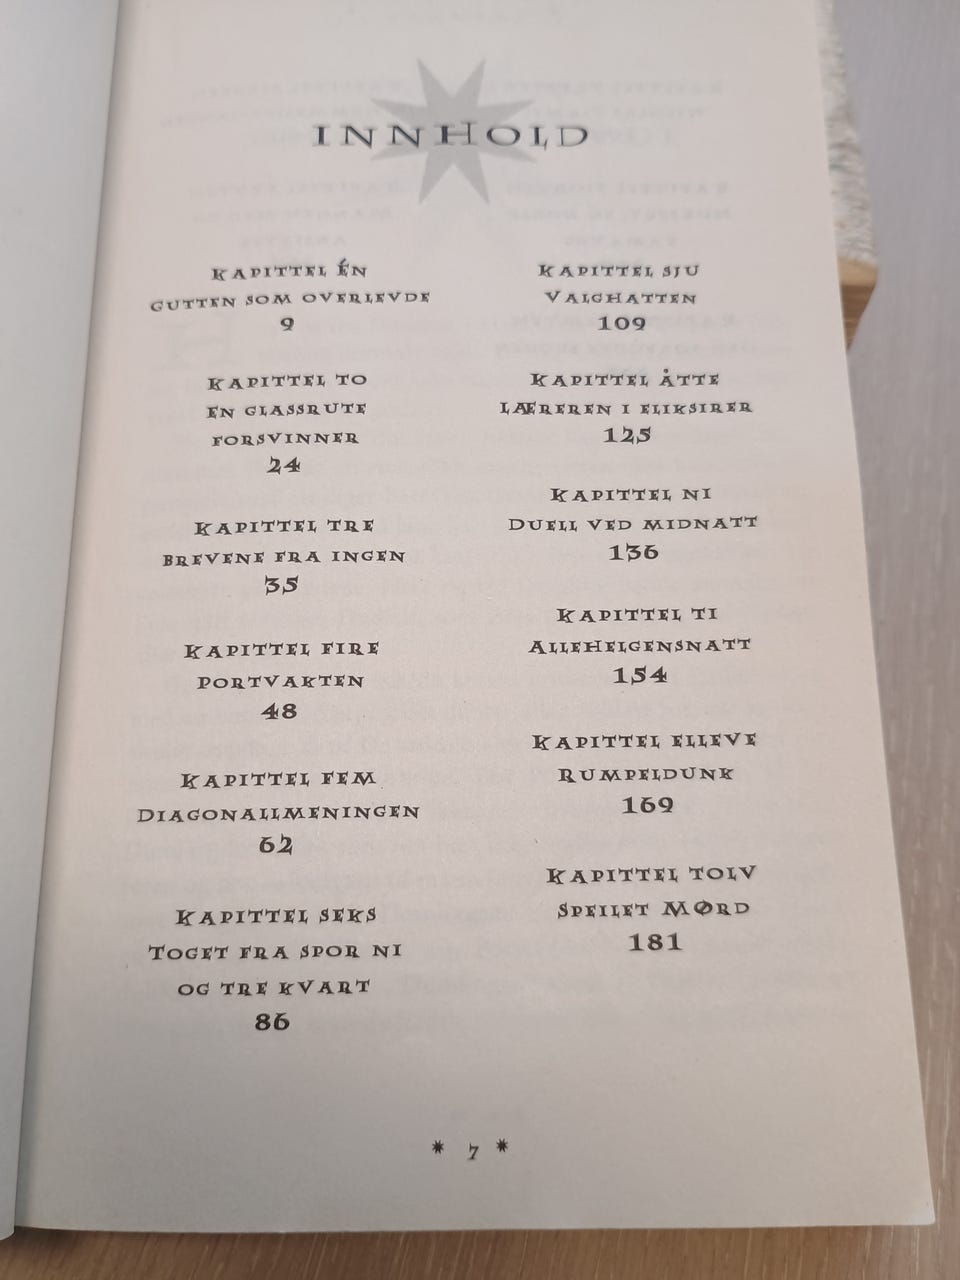 INNHOLD
KAPITTEL ÉN
GUTTEN SOM OVERLEVDE
9
KAPITTEL TO
EN GLASSRUTE
FORSVINNER
24
KAPITTEL TRE
BREVENE FRA INGEN
35
KAPITTEL FIRE
PORTVAKTEN
48
KAPITTEL FEM
DIAGONALLMENINGEN
62
KAPITTEL SEKS
TOGET FRA SPOR NI
OG TRE KVART
86
KAPITTEL SJU
VALGHATTEN
109
KAPITTEL ÅTTE
LÆREREN I ELIKSIRER
125
KAPITTEL NI
DUELL VED MIDNATT
136
KAPITTEL TI
ALLEHELGENSNATT
154
KAPITTEL ELLEVE
RUMPELDUNK
169
KAPITTEL TOLV
SPEILET MØRD
181
* 7 *